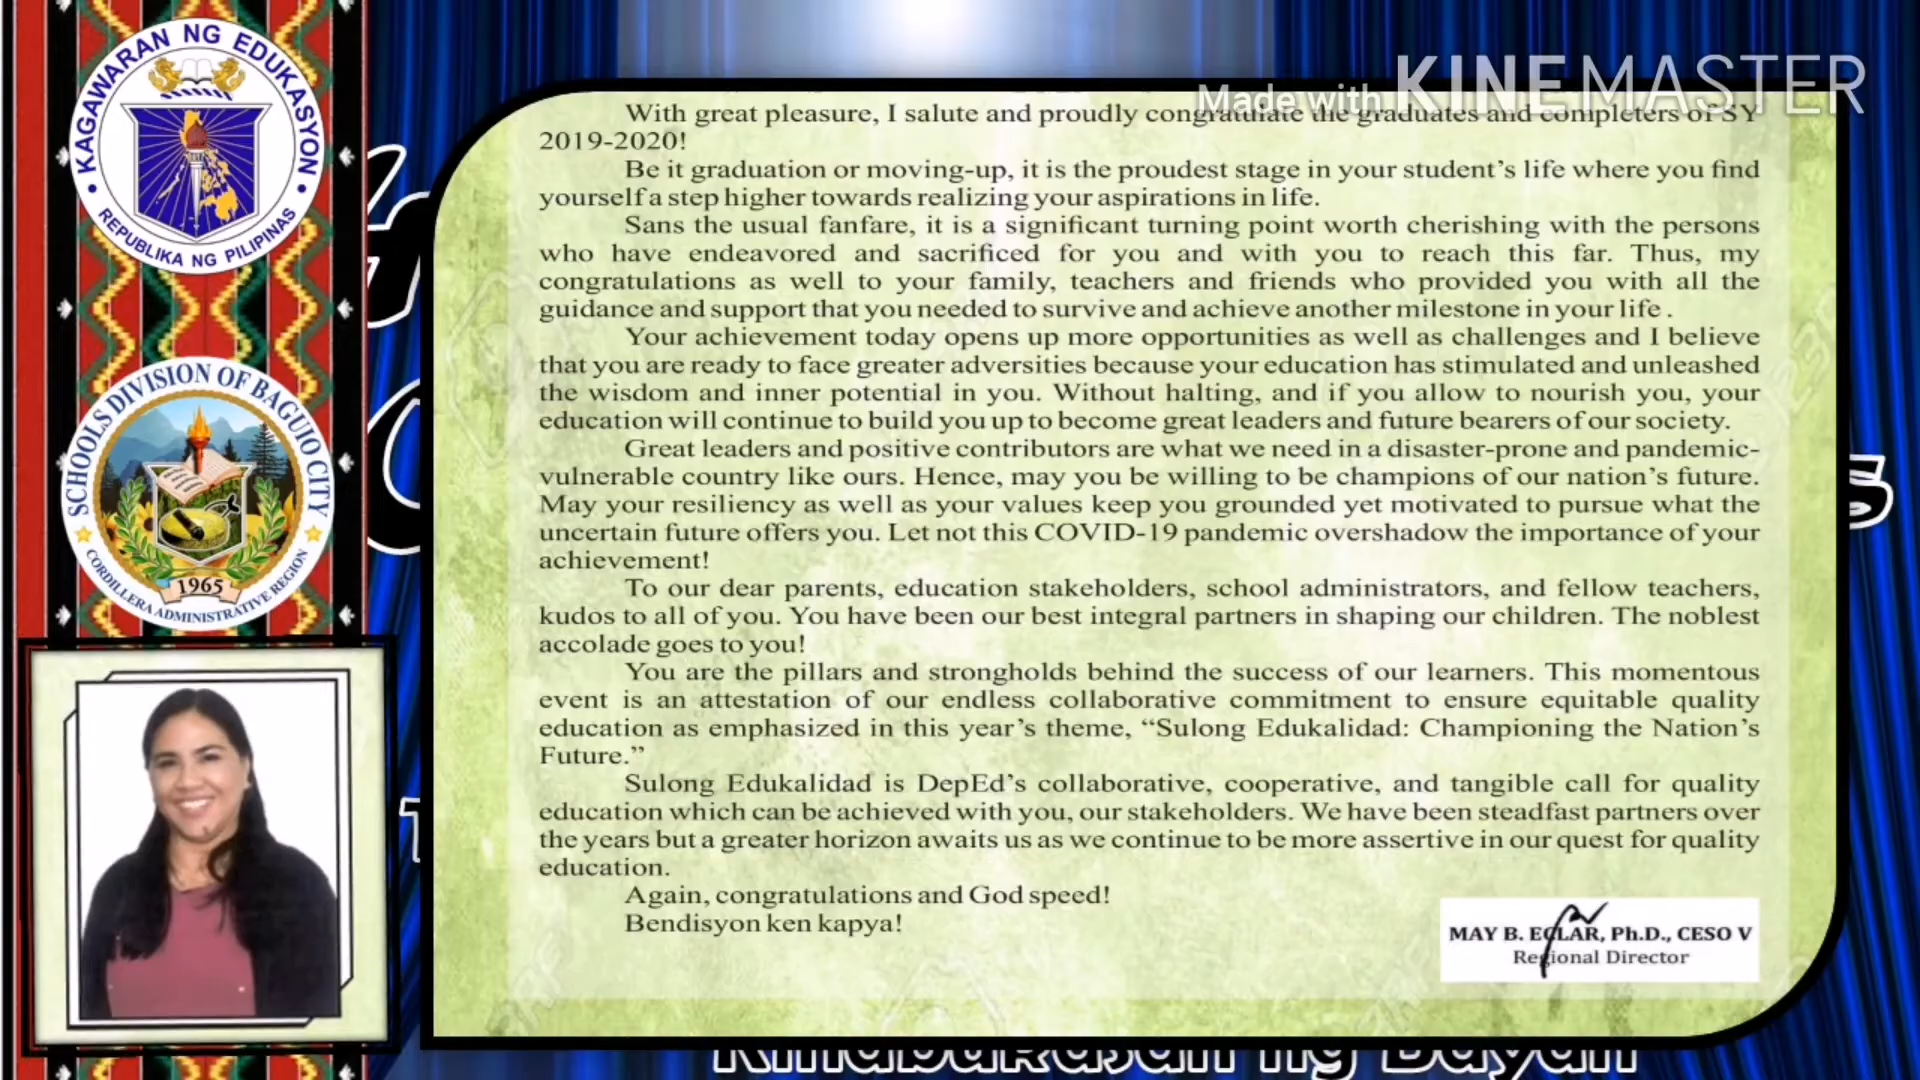 KAGAWARAN NG EDUKASYON
REPUBLIKA NG PILIPINAS
SCHOOLS DIVISION OF BAGUIO CITY
1965
CORDILLERA ADMINISTRATIVE REGION
Made with KINEMASTER
With great pleasure, I salute and proudly congratulate the graduates and completers of SY
2019-2020!
Be it graduation or moving-up, it is the proudest stage in your student’s life where you find
yourself a step higher towards realizing your aspirations in life.
Sans the usual fanfare, it is a significant turning point worth cherishing with the persons
who have endeavored and sacrificed for you and with you to reach this far. Thus, my
congratulations as well to your family, teachers and friends who provided you with all the
guidance and support that you needed to survive and achieve another milestone in your life .
Your achievement today opens up more opportunities as well as challenges and I believe
that you are ready to face greater adversities because your education has stimulated and unleashed
the wisdom and inner potential in you. Without halting, and if you allow to nourish you, your
education will continue to build you up to become great leaders and future bearers of our society.
Great leaders and positive contributors are what we need in a disaster-prone and pandemic-
vulnerable country like ours. Hence, may you be willing to be champions of our nation’s future.
May your resiliency as well as your values keep you grounded yet motivated to pursue what the
uncertain future offers you. Let not this COVID-19 pandemic overshadow the importance of your
achievement!
To our dear parents, education stakeholders, school administrators, and fellow teachers,
kudos to all of you. You have been our best integral partners in shaping our children. The noblest
accolade goes to you!
You are the pillars and strongholds behind the success of our learners. This momentous
event is an attestation of our endless collaborative commitment to ensure equitable quality
education as emphasized in this year’s theme, “Sulong Edukalidad: Championing the Nation’s
Future.”
Sulong Edukalidad is DepEd’s collaborative, cooperative, and tangible call for quality
education which can be achieved with you, our stakeholders. We have been steadfast partners over
the years but a greater horizon awaits us as we continue to be more assertive in our quest for quality
education.
Again, congratulations and God speed!
Bendisyon ken kapya!
MAY B. ECLAR, Ph.D., CESO V
Regional Director
Kinabukasan ng Bayan